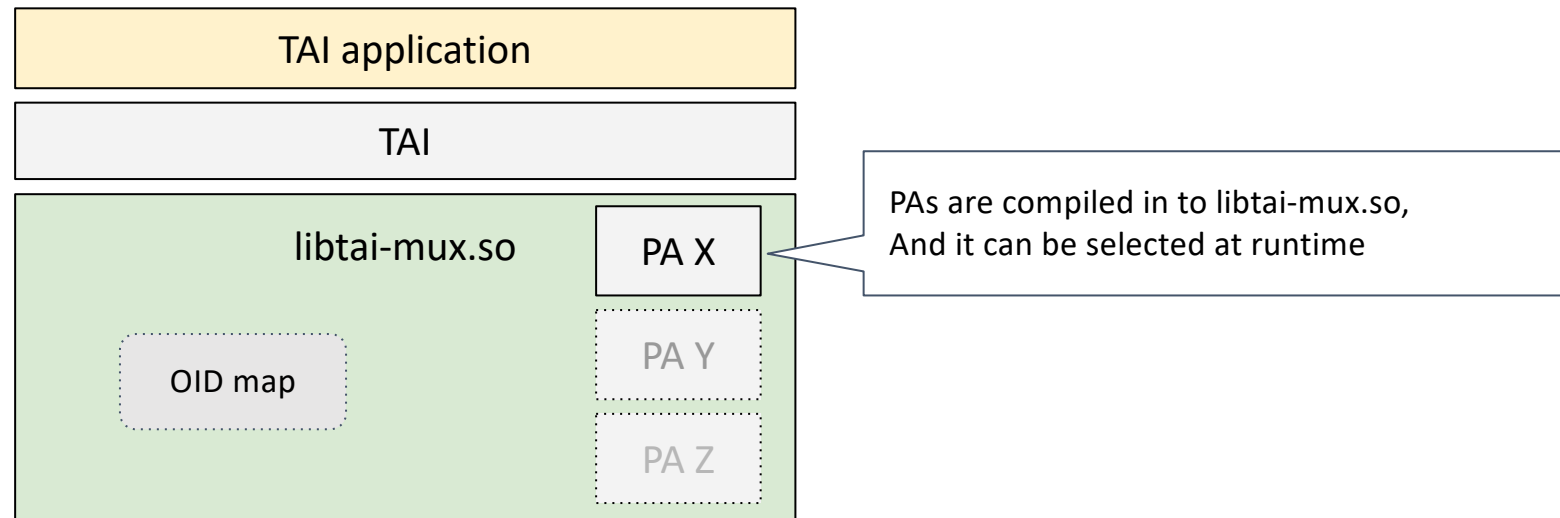 TAI application
TAI
libtai-mux.so
PA X
PAs are compiled in to libtai-mux.so,
And it can be selected at runtime
PA Y
OID map
PA Z